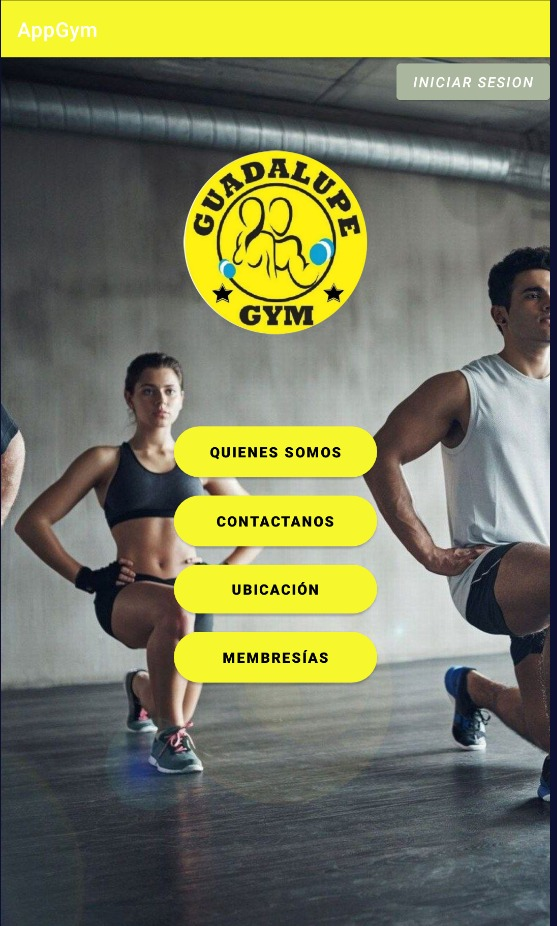 AppGym
INICIAR SESION
GUADALUPE
GYM
QUIENES SOMOS
CONTACTANOS
UBICACIÓN
MEMBRESÍAS